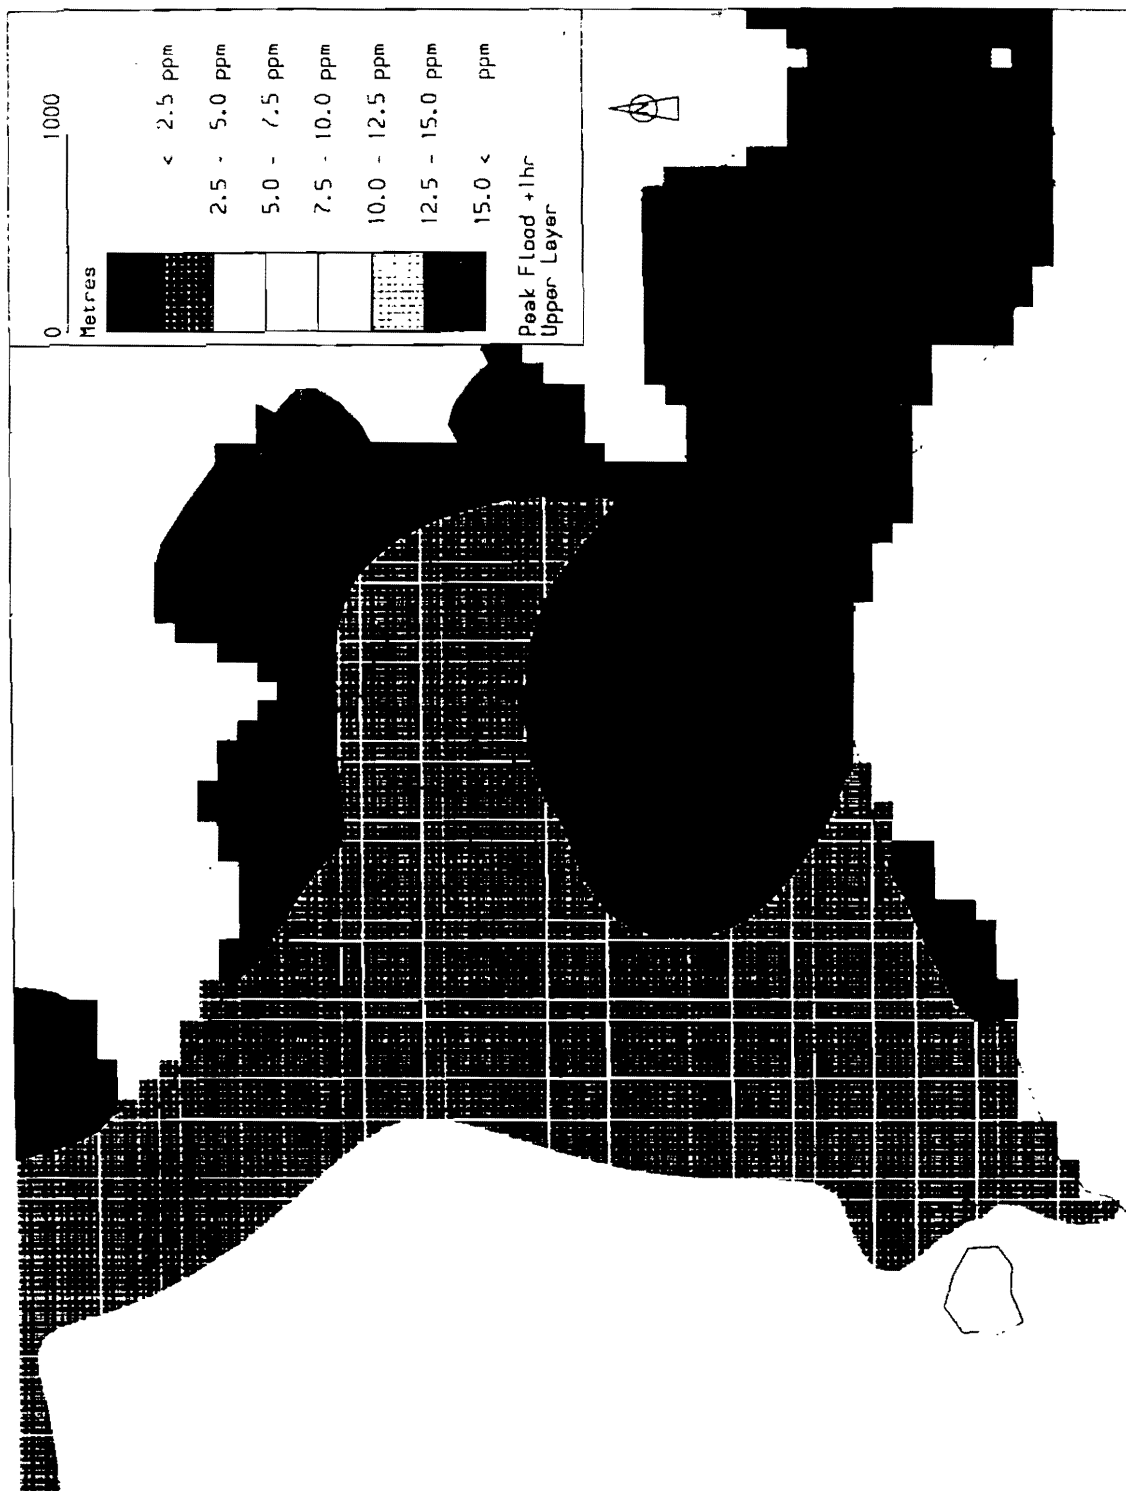 0 1000
Metres
< 2.5 ppm
2.5 - 5.0 ppm
5.0 - 7.5 ppm
7.5 - 10.0 ppm
10.0 - 12.5 ppm
12.5 - 15.0 ppm
15.0 < ppm
Peak Flood +1hr
Upper Layer
N